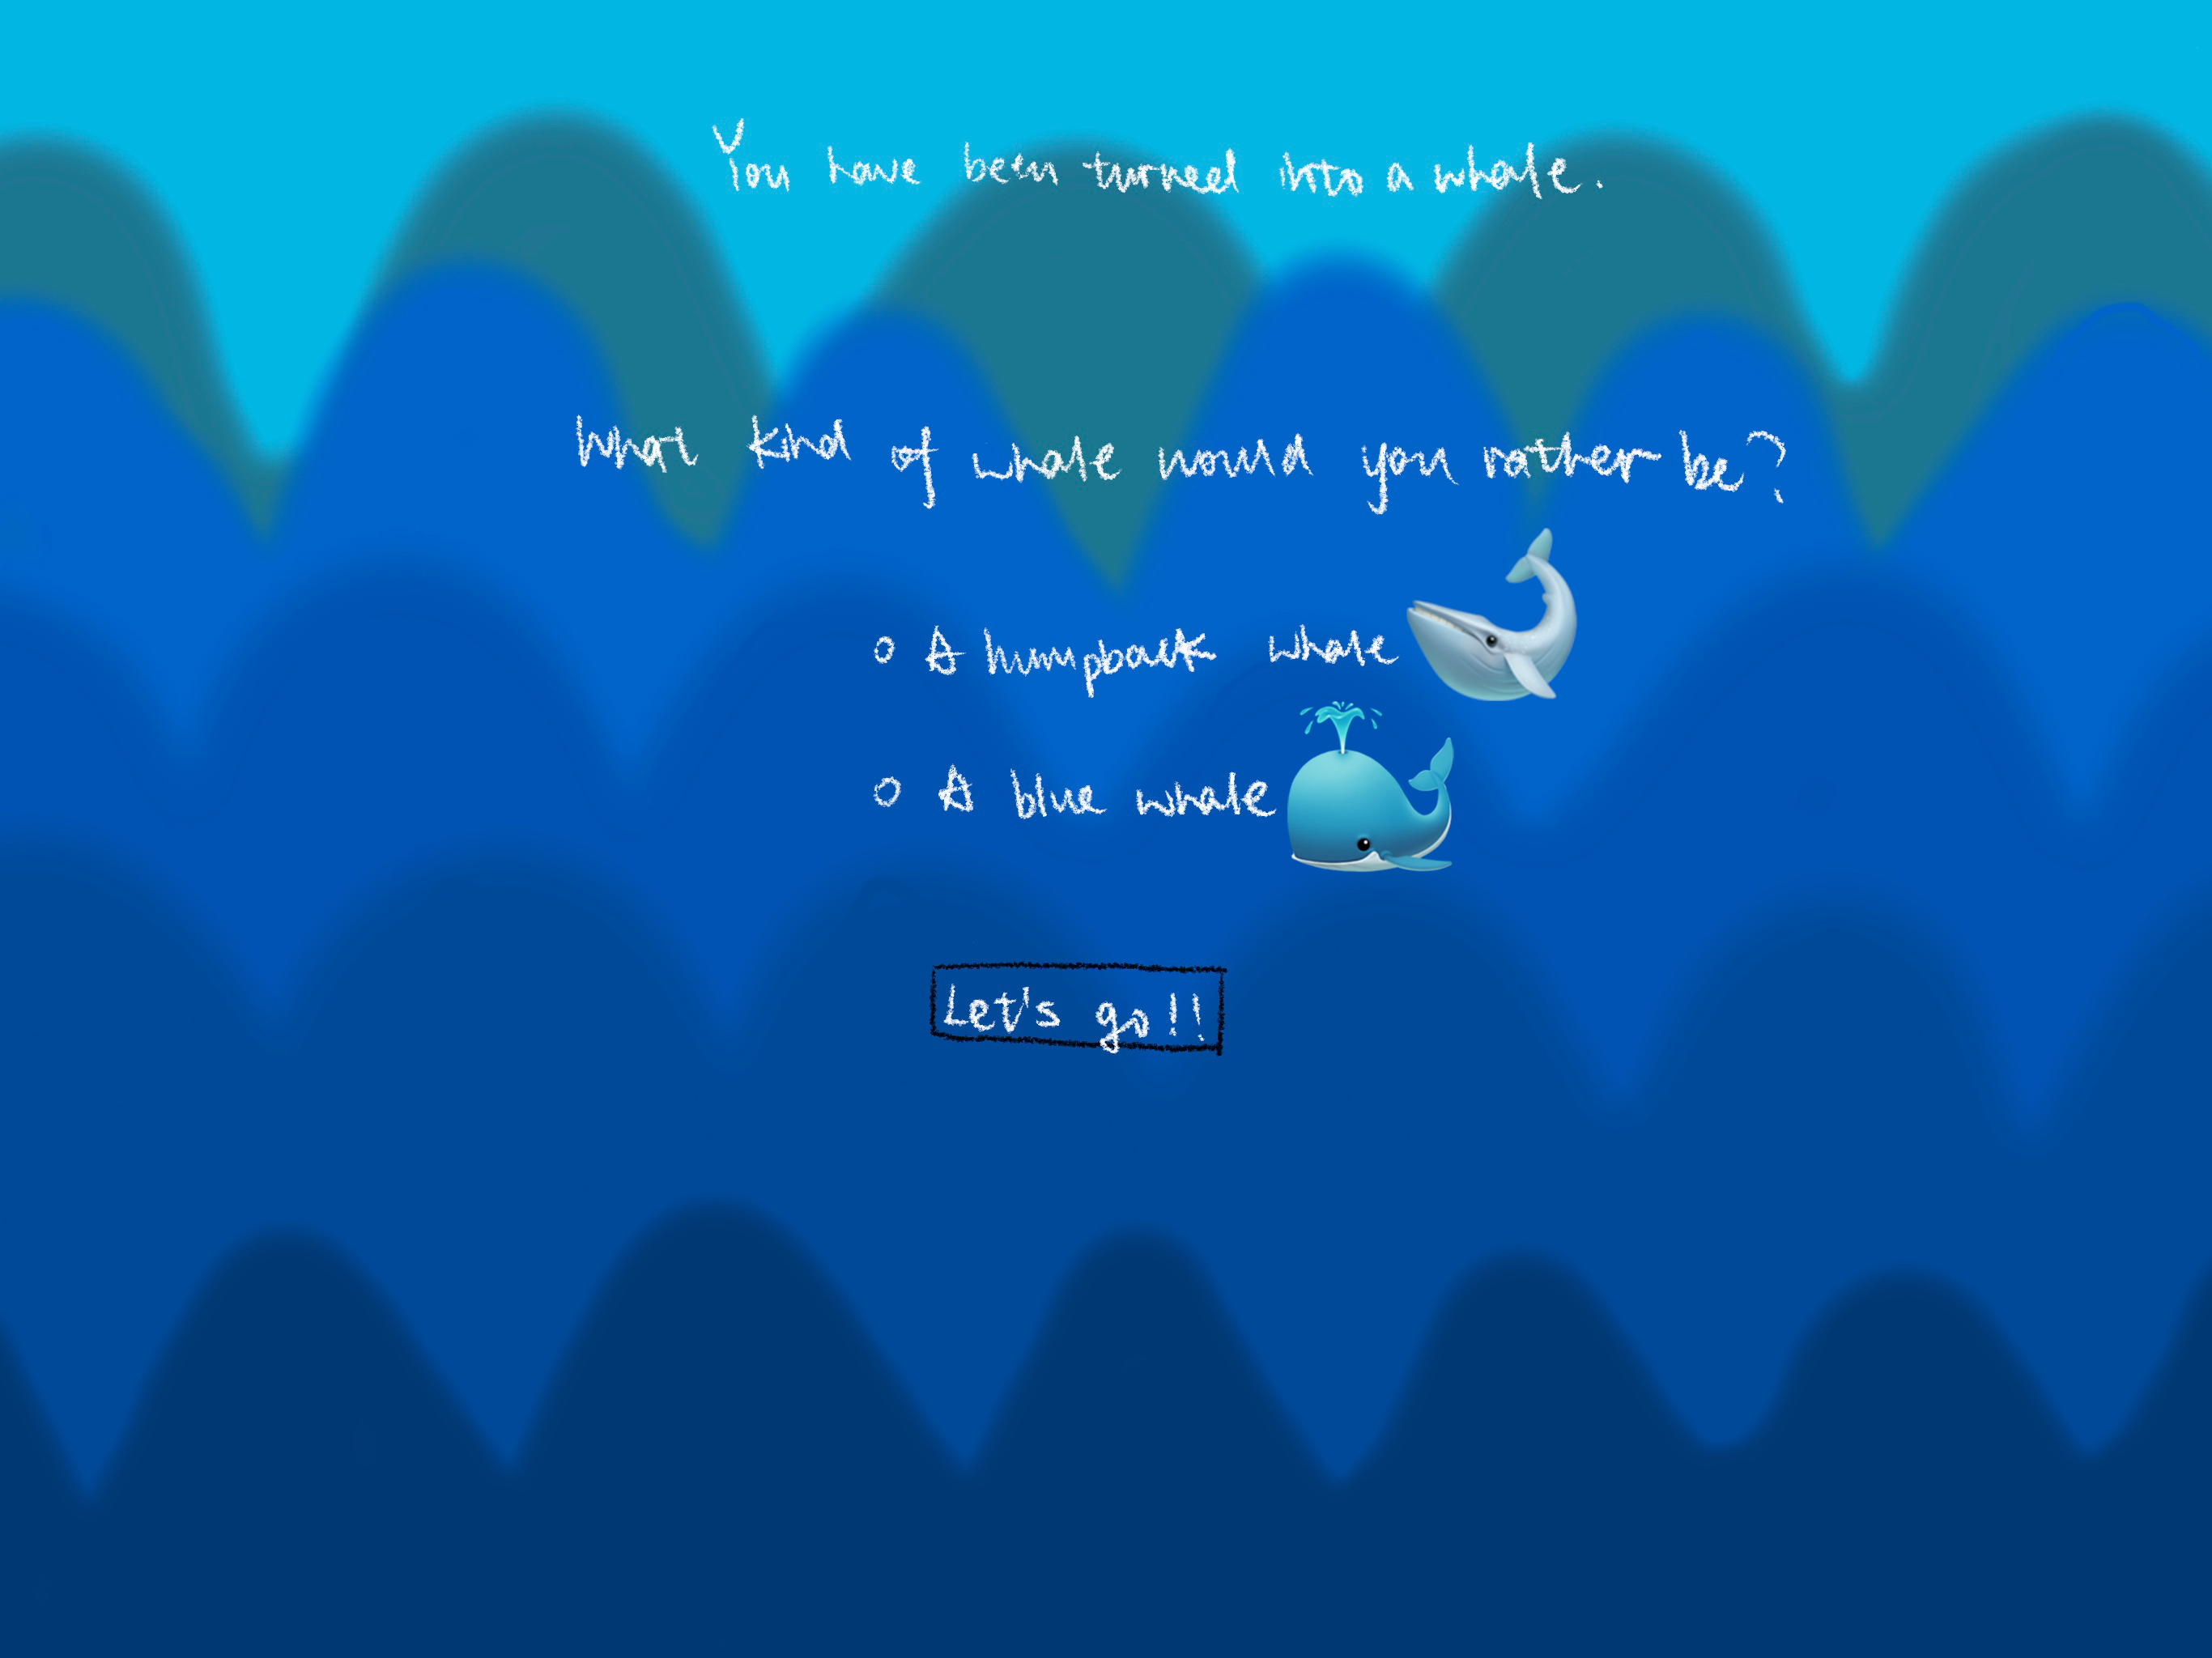 You have been turned into a whale.
What kind of whale would you rather be?
A humpback whale
A blue whale
Let's go!!